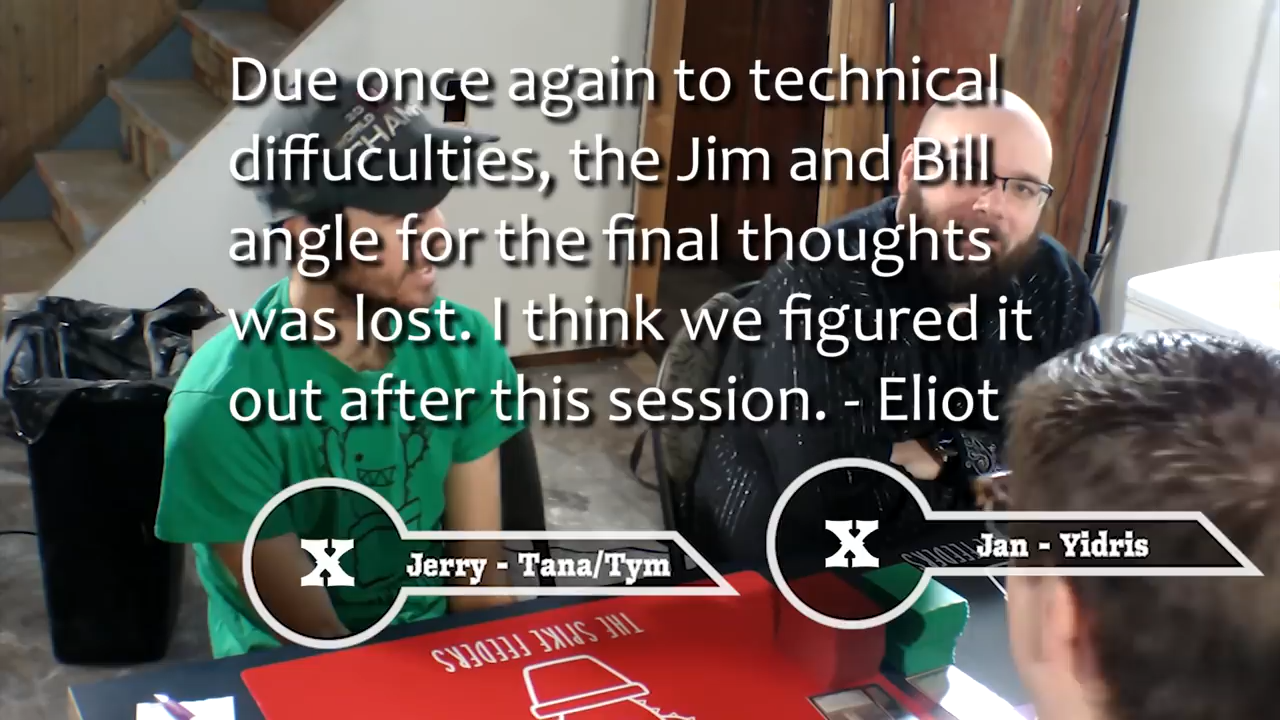 Due once again to technical
diffuculties, the Jim and Bill
angle for the final thoughts
was lost. I think we figured it
out after this session. - Eliot
X
Jerry - Tana/Tym
X
Jan - Yidris
THE SPIKE FEEDERS
FEEDERS